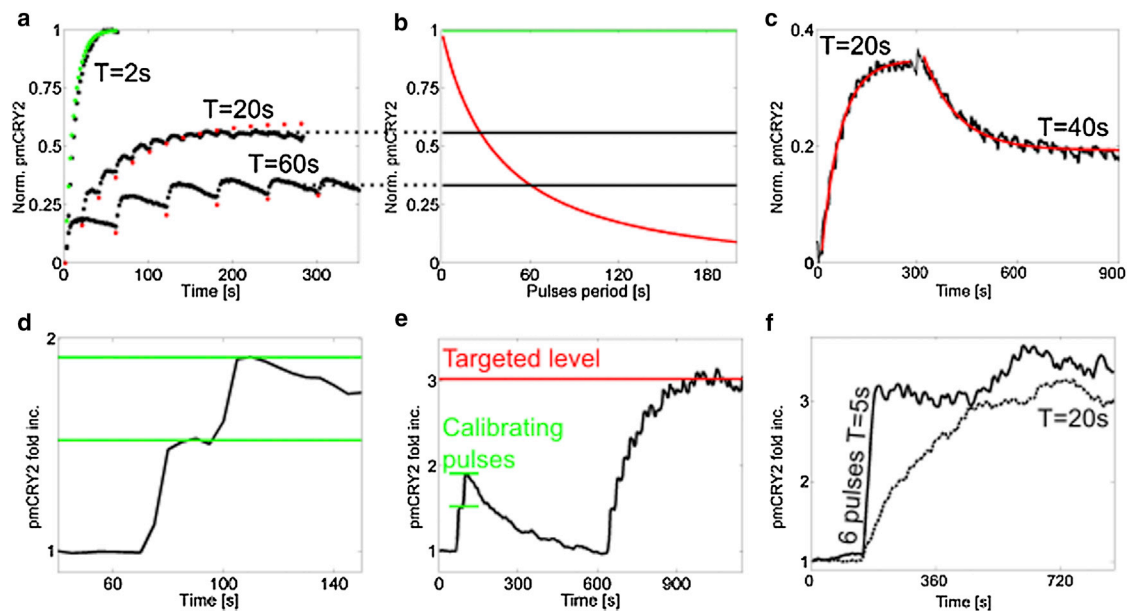 a
1
0.75
0.5
0.25
0
Norm. pmCRY2
T=2s
T=20s
T=60s
0 100 200 300
Time [s]
b
1
0.75
0.5
0.25
0
Norm. pmCRY2
0 60 120 180
Pulses period [s]
c
0.4
0.2
0
Norm. pmCRY2
T=20s
T=40s
0 300 600 900
Time [s]
d
2
1
pmCRY2 fold inc.
60 100 140
Time [s]
e
3
2
1
pmCRY2 fold inc.
Targeted level
Calibrating
pulses
0 300 600 900
Time [s]
f
3
2
1
pmCRY2 fold inc.
6 pulses T=5s
T=20s
0 360 720
Time [s]